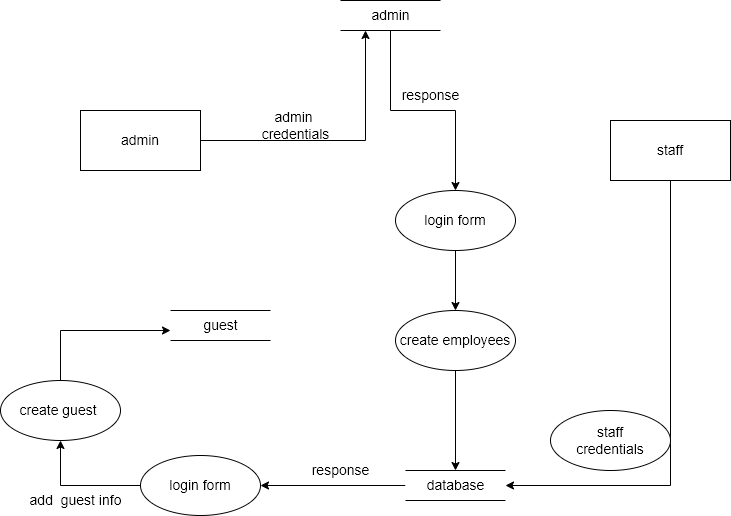 admin
response
admin
credentials
admin
staff
login form
guest
create employees
create guest
staff
credentials
response
login form
database
add guest info